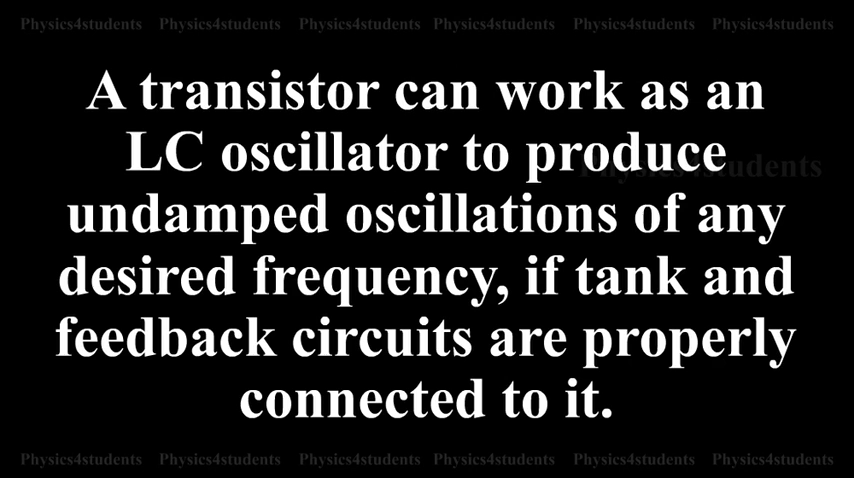 Physics4students Physics4students Physics4students Physics4students Physics4students Physics4students
A transistor can work as an
LC oscillator to produce
Physics4students
undamped oscillations of any
desired frequency, if tank and
feedback circuits are properly
connected to it.
Physics4students Physics4students Physics4students Physics4students Physics4students Physics4students